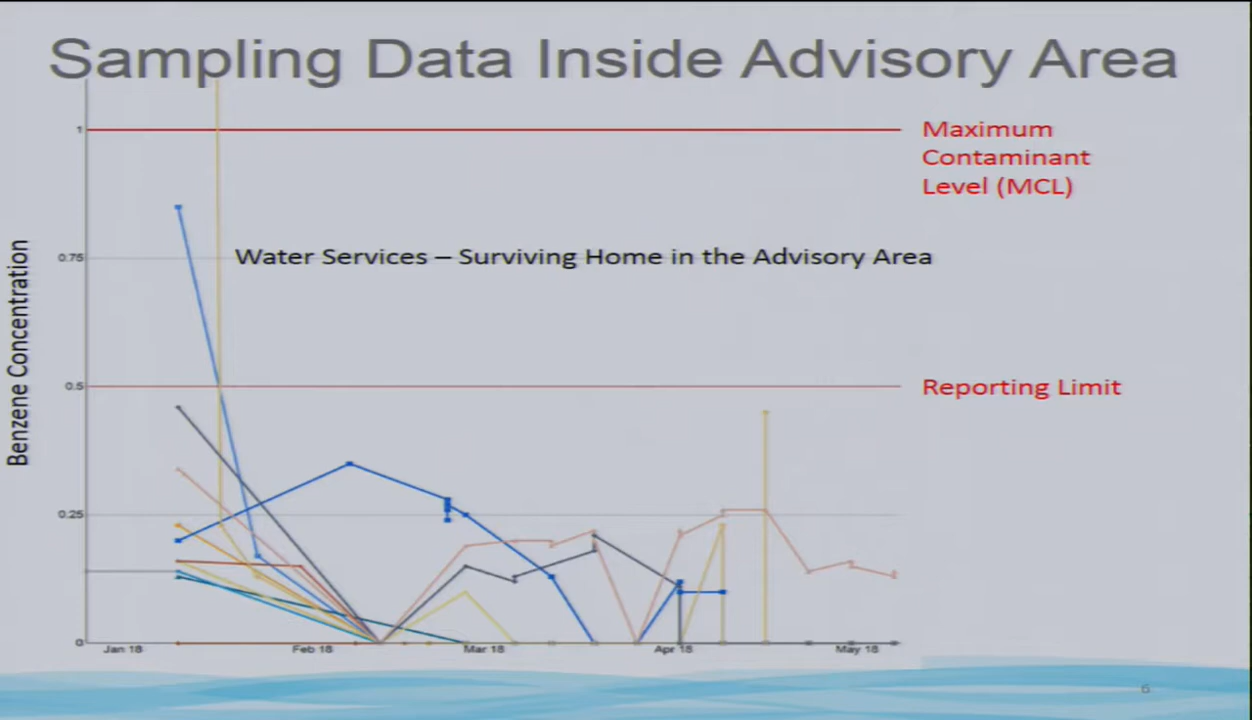 Sampling Data Inside Advisory Area
1
Maximum
Contaminant
Level (MCL)
0.75
Water Services – Surviving Home in the Advisory Area
Benzene Concentration
0.5
Reporting Limit
0.25
0
Jan 18 Feb 18 Mar 18 Apr 18 May 18
6